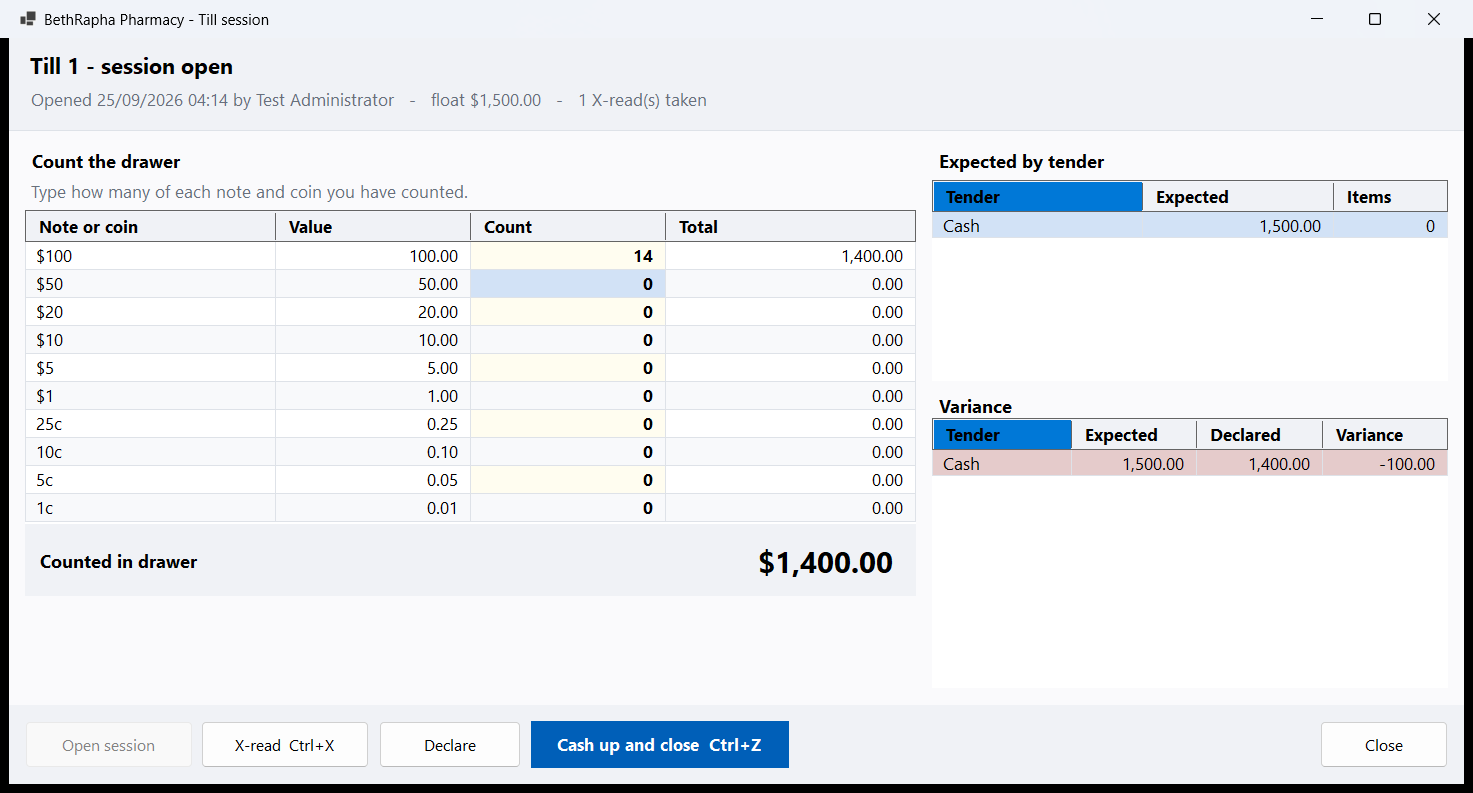 BethRapha Pharmacy - Till session
Till 1 - session open
Opened 25/09/2026 04:14 by Test Administrator - float $1,500.00 - 1 X-read(s) taken
Count the drawer
Type how many of each note and coin you have counted.
Note or coin Value Count Total
$100 100.00 14 1,400.00
$50 50.00 0 0.00
$20 20.00 0 0.00
$10 10.00 0 0.00
$5 5.00 0 0.00
$1 1.00 0 0.00
25c 0.25 0 0.00
10c 0.10 0 0.00
5c 0.05 0 0.00
1c 0.01 0 0.00
Counted in drawer $1,400.00
Expected by tender
Tender Expected Items
Cash 1,500.00 0
Variance
Tender Expected Declared Variance
Cash 1,500.00 1,400.00 -100.00
Open session X-read Ctrl+X Declare Cash up and close Ctrl+Z Close